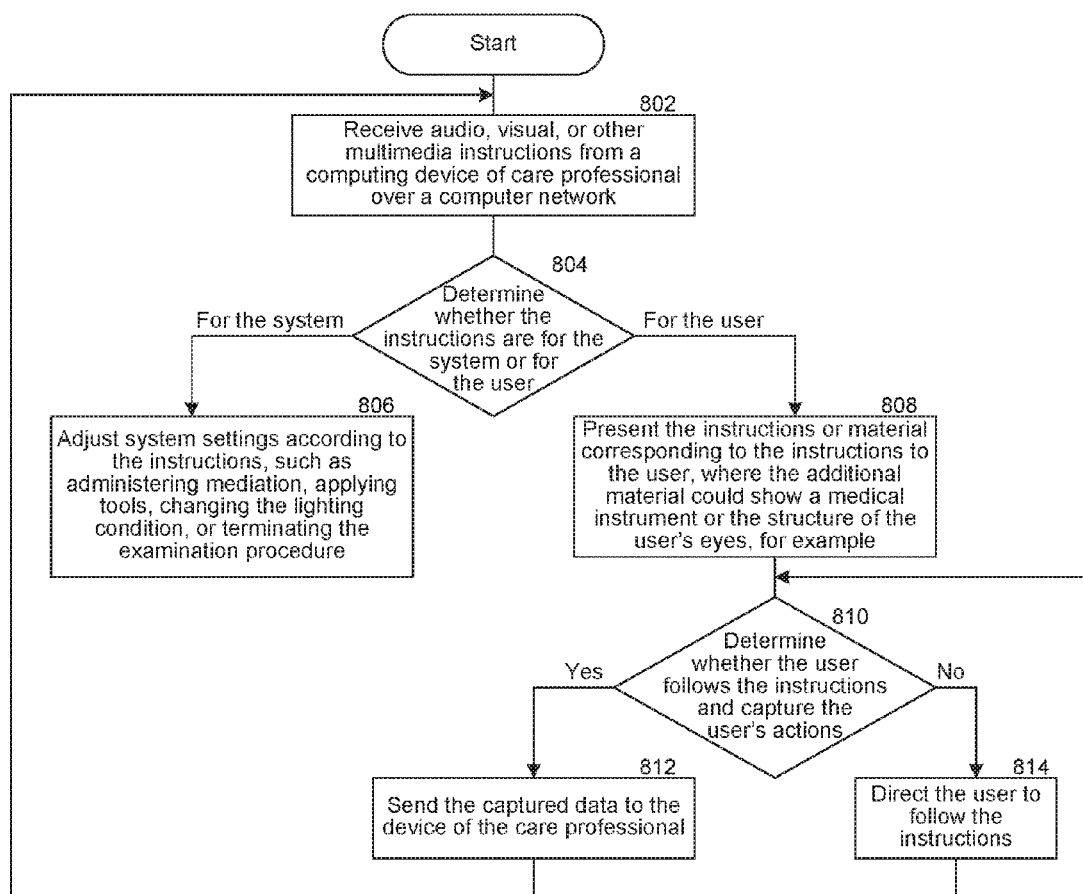 Start
802
Receive audio, visual, or other
multimedia instructions from a
computing device of care professional
over a computer network
804
Determine
whether the
instructions are for the
system or for
the user
For the system
For the user
806
Adjust system settings according to
the instructions, such as
administering mediation, applying
tools, changing the lighting
condition, or terminating the
examination procedure
808
Present the instructions or material
corresponding to the instructions to
the user, where the additional
material could show a medical
instrument or the structure of the
user's eyes, for example
810
Determine
whether the user
follows the instructions
and capture the
user's actions
Yes
No
812
Send the captured data to the
device of the care professional
814
Direct the user to
follow the
instructions